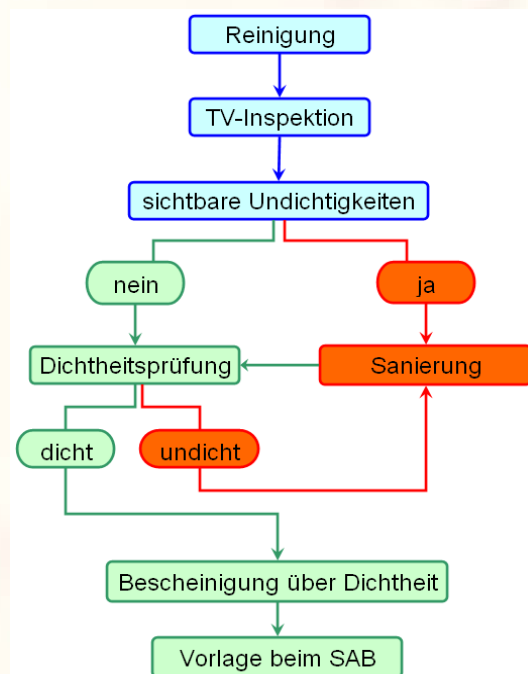 Reinigung
TV-Inspektion
sichtbare Undichtigkeiten
nein
ja
Dichtheitsprüfung
Sanierung
dicht
undicht
Bescheinigung über Dichtheit
Vorlage beim SAB